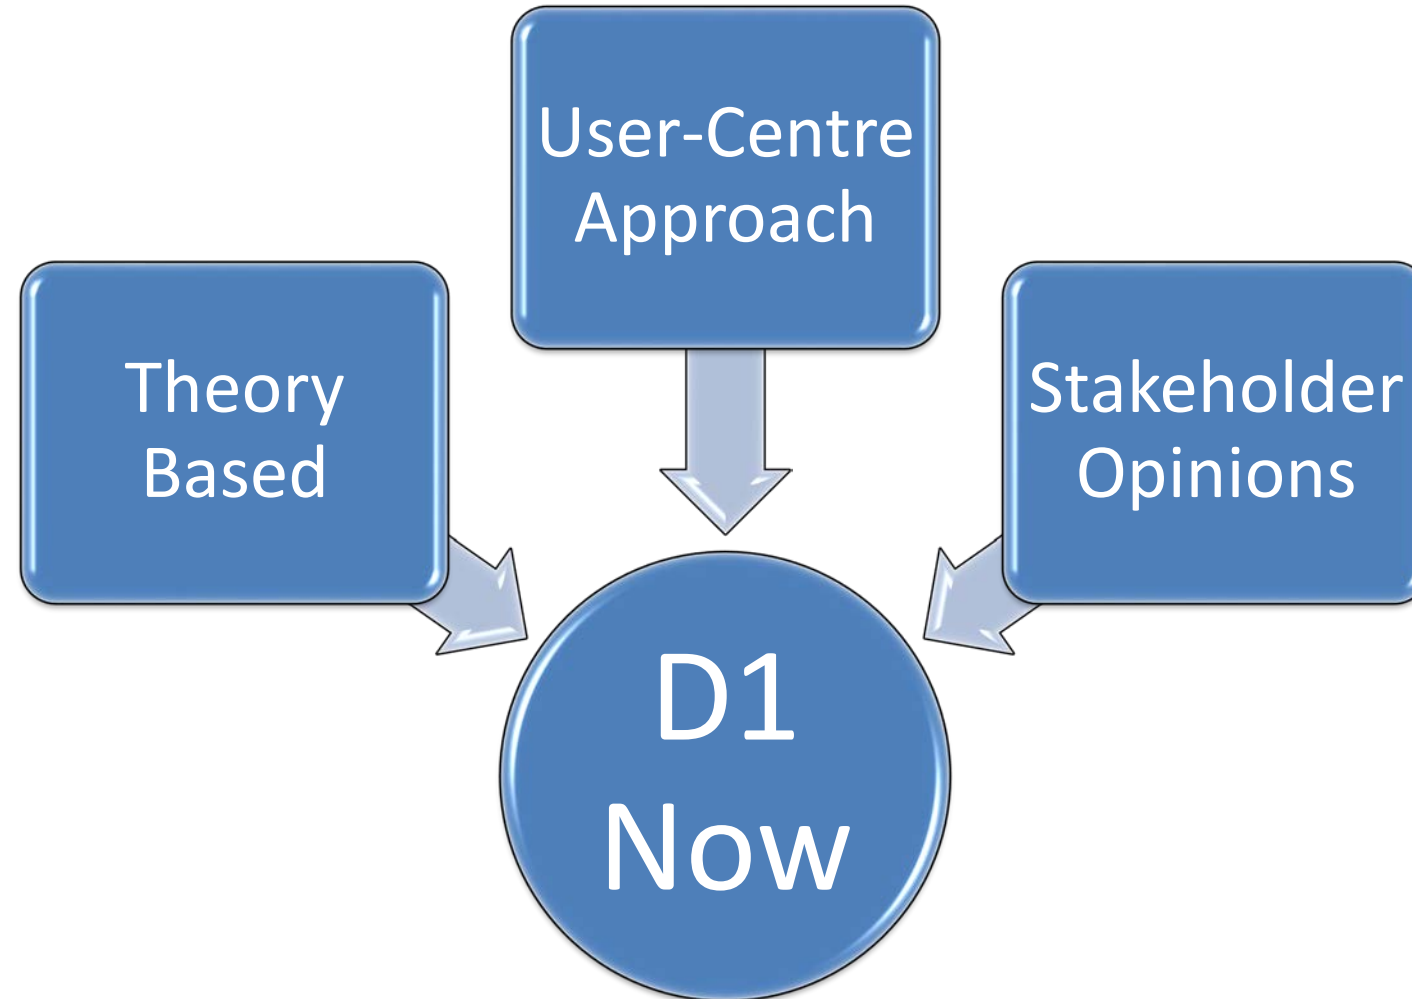 User-Centre
Approach
Theory
Based
Stakeholder
Opinions
D1
Now